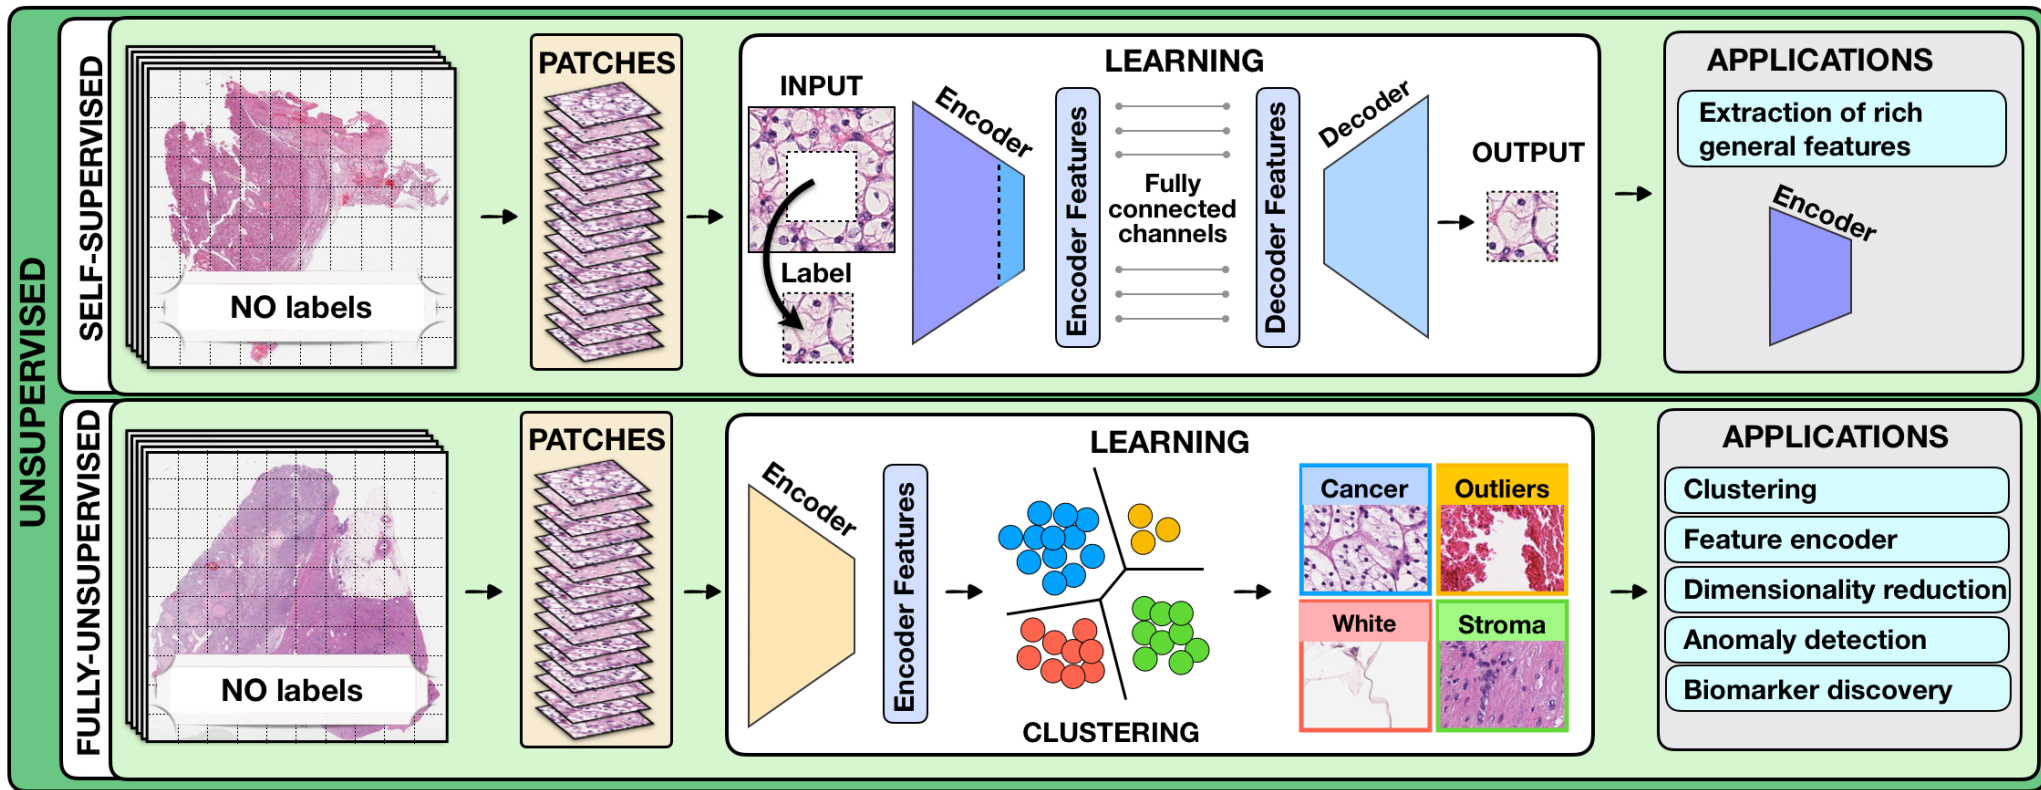 UNSUPERVISED
SELF-SUPERVISED
NO labels
PATCHES
LEARNING
INPUT
Label
Encoder
Encoder Features
Fully
connected
channels
Decoder Features
Decoder
OUTPUT
APPLICATIONS
Extraction of rich
general features
Encoder
FULLY-UNSUPERVISED
NO labels
PATCHES
LEARNING
Encoder
Encoder Features
CLUSTERING
Cancer
Outliers
White
Stroma
APPLICATIONS
Clustering
Feature encoder
Dimensionality reduction
Anomaly detection
Biomarker discovery